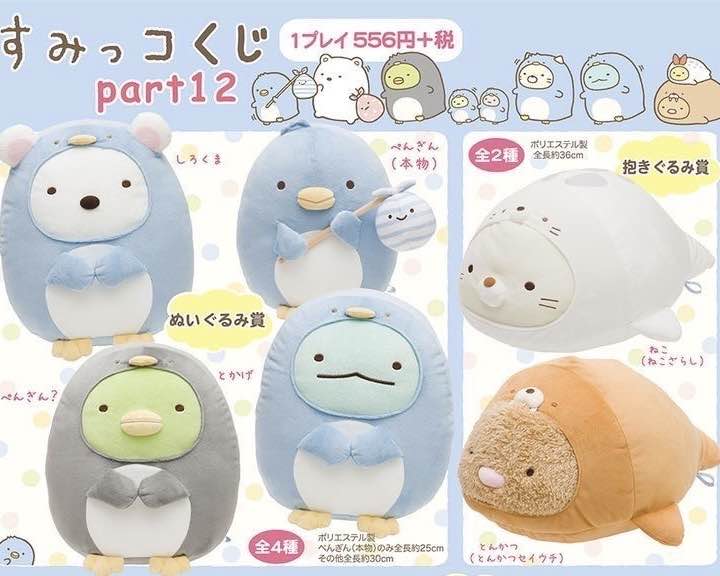 すみっコくじ
1プレイ 556円+税
part12
しろくま
ぺんぎん
(本物)
ぬいぐるみ賞
ぺんぎん?
とかげ
全4種
ポリエステル製
ぺんぎん(本物)のみ全長約25cm
その他全長約30cm
全2種
ポリエステル製
全長約36cm
抱きぐるみ賞
ねこ
(ねこざらし)
とんかつ
(とんかつセイウチ)